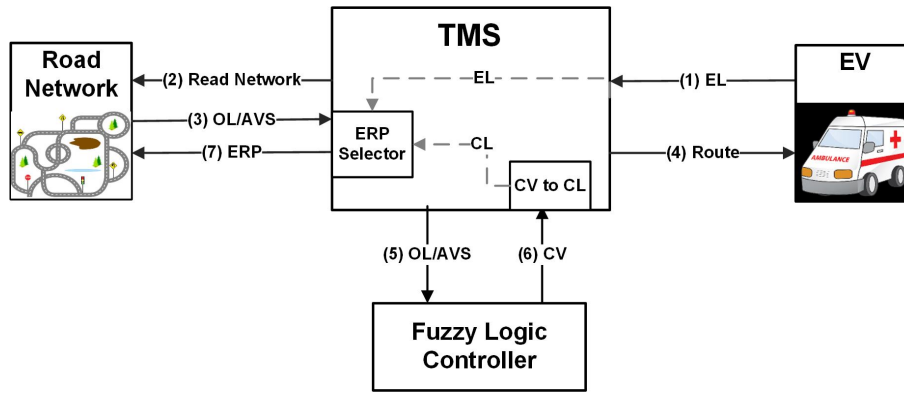 TMS
Road
Network
EV
(2) Read Network
EL
(1) EL
(3) OL/AVS
ERP
Selector
CL
(7) ERP
(4) Route
CV to CL
AMBULANCE
(5) OL/AVS
(6) CV
Fuzzy Logic
Controller